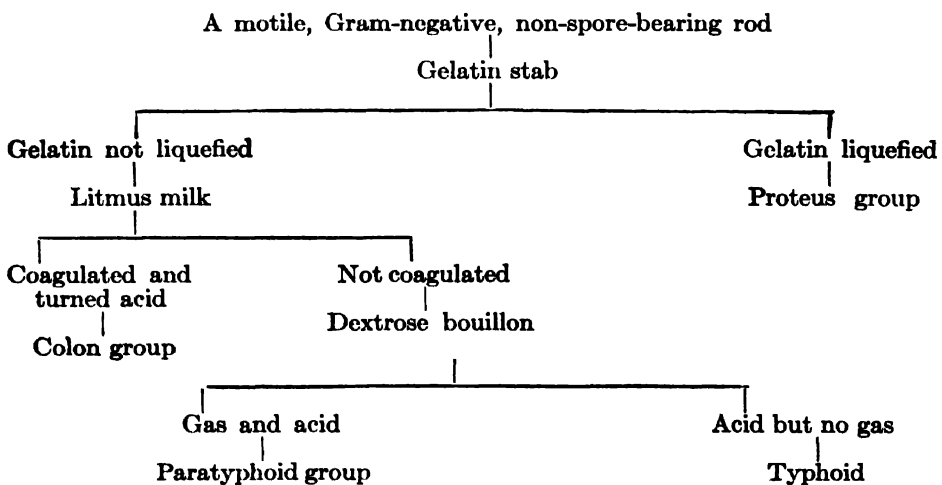 A motile, Gram-negative, non-spore-bearing rod
Gelatin stab
Gelatin not liquefied
Gelatin liquefied
Litmus milk
Proteus group
Coagulated and
turned acid
Not coagulated
Colon group
Dextrose bouillon
Gas and acid
Acid but no gas
Paratyphoid group
Typhoid